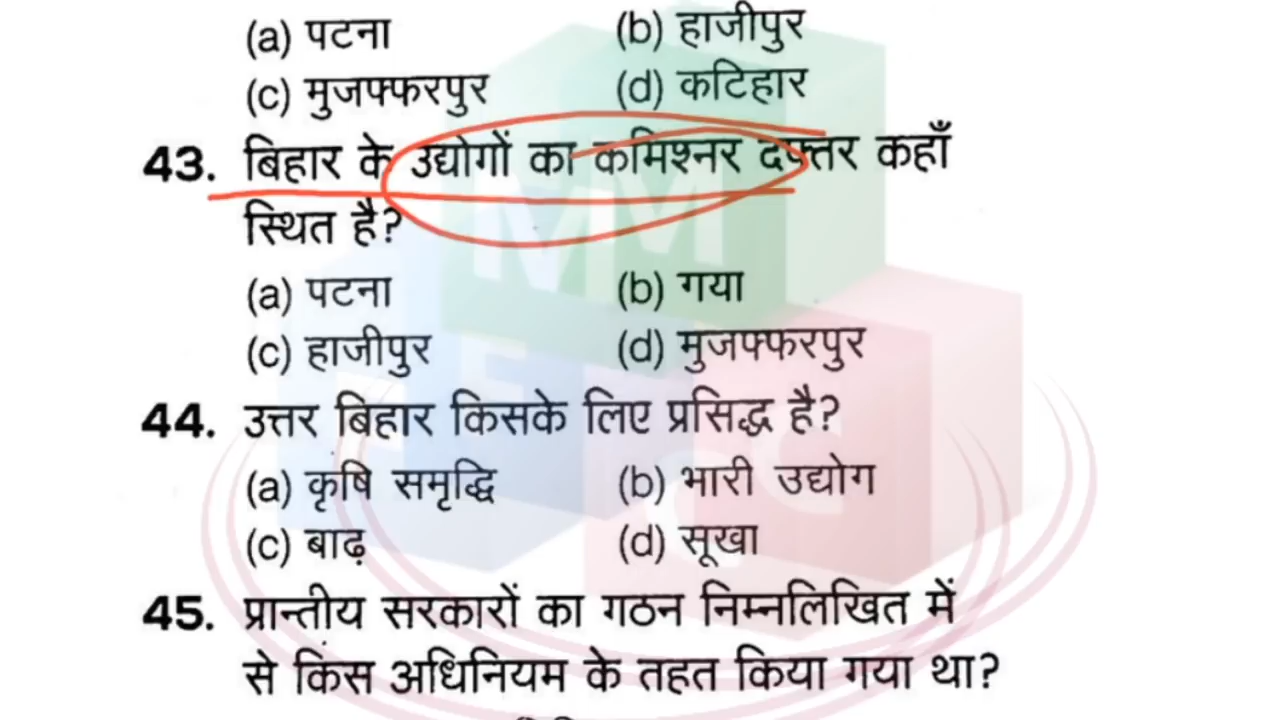 (a) पटना (b) हाजीपुर
(c) मुजफ्फरपुर (d) कटिहार
43. बिहार के उद्योगों का कमिश्नर दफ्तर कहाँ
स्थित है?
(a) पटना (b) गया
(c) हाजीपुर (d) मुजफ्फरपुर
44. उत्तर बिहार किसके लिए प्रसिद्ध है?
(a) कृषि समृद्धि (b) भारी उद्योग
(c) बाढ़ (d) सूखा
45. प्रान्तीय सरकारों का गठन निम्नलिखित में
से किस अधिनियम के तहत किया गया था?